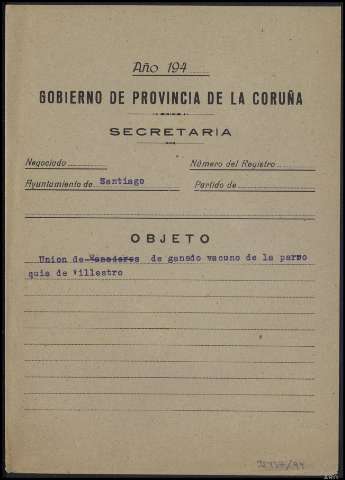 Año 194
GOBIERNO DE PROVINCIA DE LA CORUÑA
SECRETARIA
Negociado
Número del Registro
Ayuntamiento de Santiago
Partido de
OBJETO
Union de de ganado vacuno de la parro
quia de Villestro